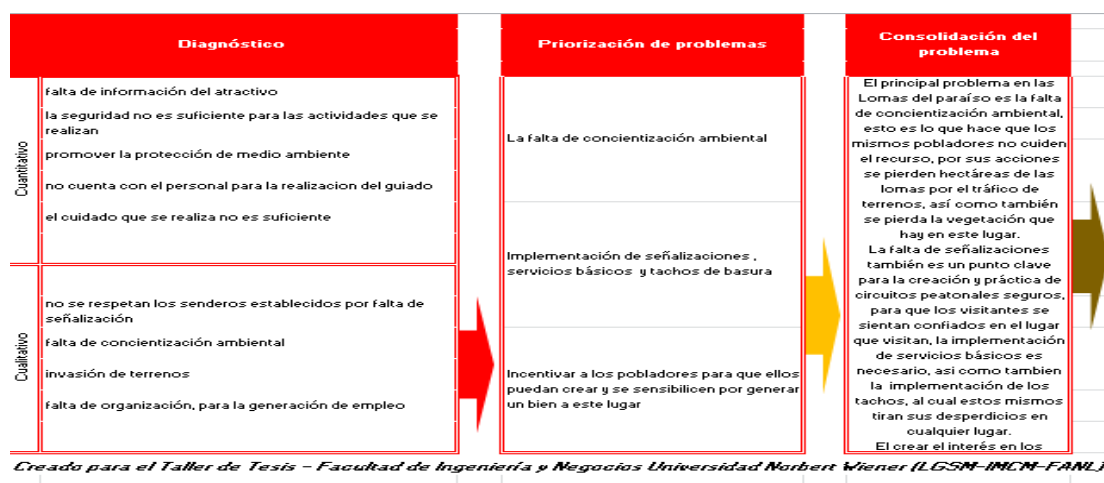 Diagnóstico
Priorización de problemas
Consolidación del
problema
Cuantitativo
falta de información del atractivo
la seguridad no es suficiente para las actividades que se
realizan
promover la protección de medio ambiente
no cuenta con el personal para la realizacion del guiado
el cuidado que se realiza no es suficiente
Cualitativo
no se respetan los senderos establecidos por falta de
señalización
falta de concientización ambiental
invasión de terrenos
falta de organización, para la generación de empleo
La falta de concientización ambiental
Implementación de señalizaciones ,
servicios básicos y tachos de basura
Incentivar a los pobladores para que ellos
puedan crear y se sensibilicen por generar
un bien a este lugar
El principal problema en las
Lomas del paraíso es la falta
de concientización ambiental,
esto es lo que hace que los
mismos pobladores no cuiden
el recurso, por sus acciones
se pierden hectáreas de las
lomas por el tráfico de
terrenos, así como también
se pierda la vegetación que
hay en este lugar.
La falta de señalizaciones
también es un punto clave
para la creación y práctica de
circuitos peatonales seguros,
para que los visitantes se
sientan confiados en el lugar
que visitan, la implementación
de servicios básicos es
necesario, asi como tambien
la implementación de los
tachos, al cual estos mismos
tiran sus desperdicios en
cualquier lugar.
El crear el interés en los
Creado para el Taller de Tesis - Facultad de Ingeniería y Negocios Universidad Norbert Wiener (LGSM-IMCM-FANL)